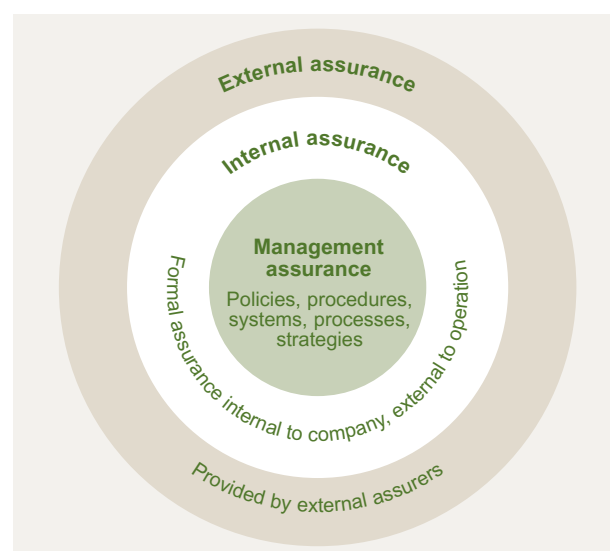 External assurance
Internal assurance
Management
assurance
Policies, procedures,
systems, processes,
strategies
Formal assurance internal to company, external to operation
Provided by external assurers